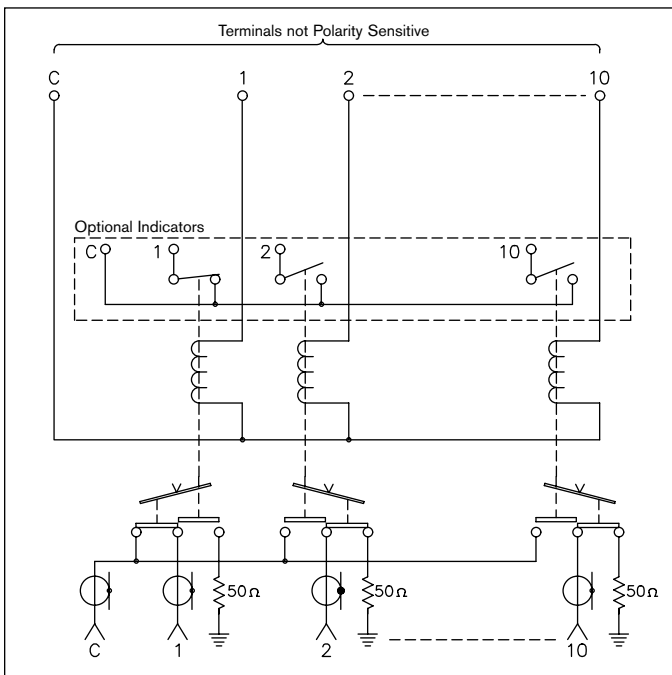 Terminals not Polarity Sensitive
C 1 2 10
Optional Indicators
C 1 2 10
50Ω 50Ω 50Ω
C 1 2 10